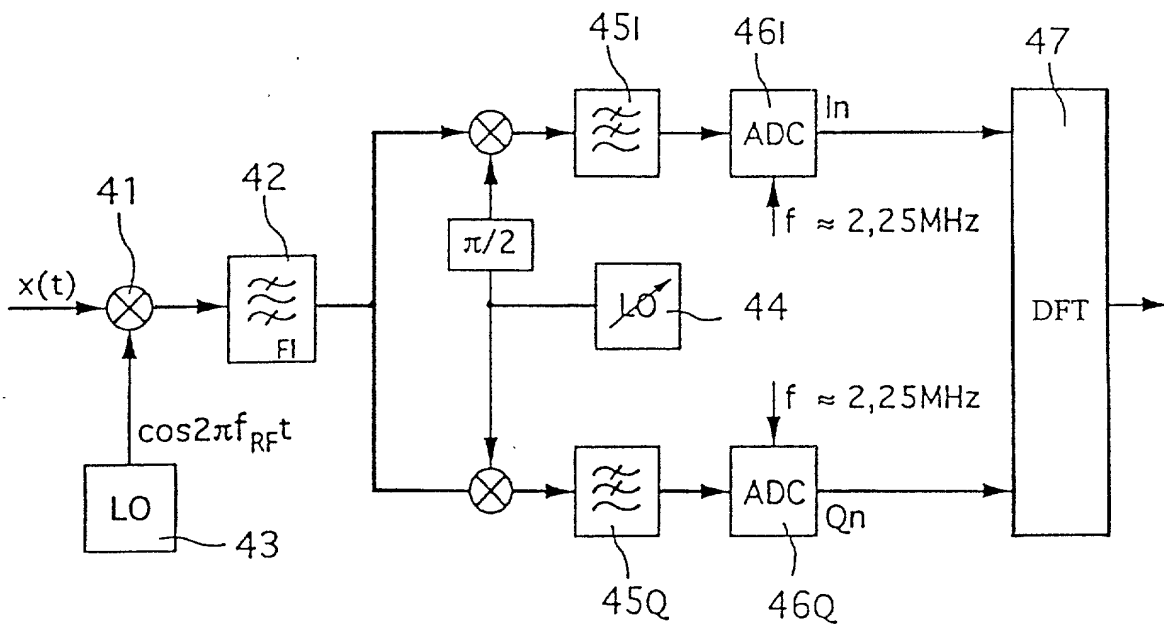 45I
46I
47
In
ADC
41
42
f ≈ 2,25MHz
π/2
x(t)
LO
44
DFT
FI
f ≈ 2,25MHz
cos2πf_RFt
ADC
LO
43
Qn
45Q
46Q